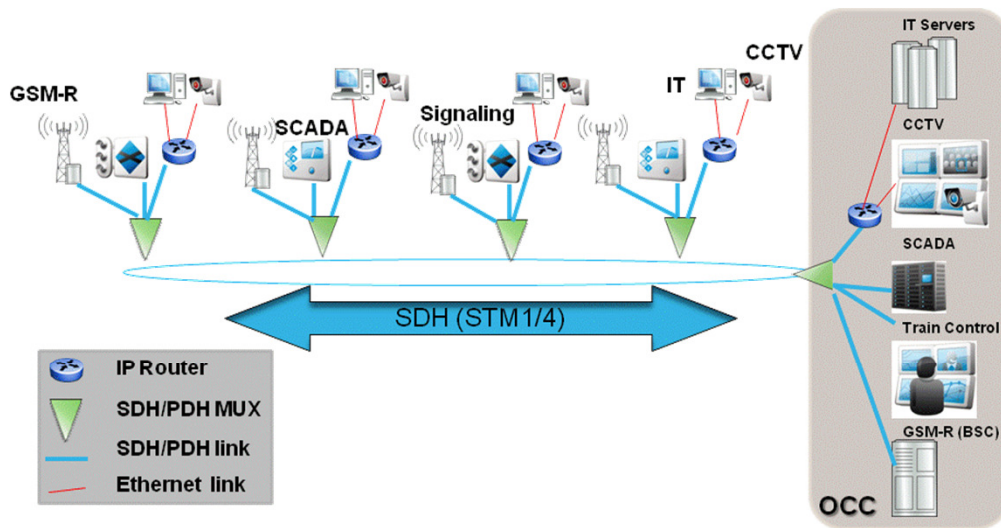 GSM-R
SCADA
Signaling
IT
CCTV
SDH (STM1/4)
IP Router
SDH/PDH MUX
SDH/PDH link
Ethernet link
IT Servers
CCTV
SCADA
Train Control
GSM-R (BSC)
OCC